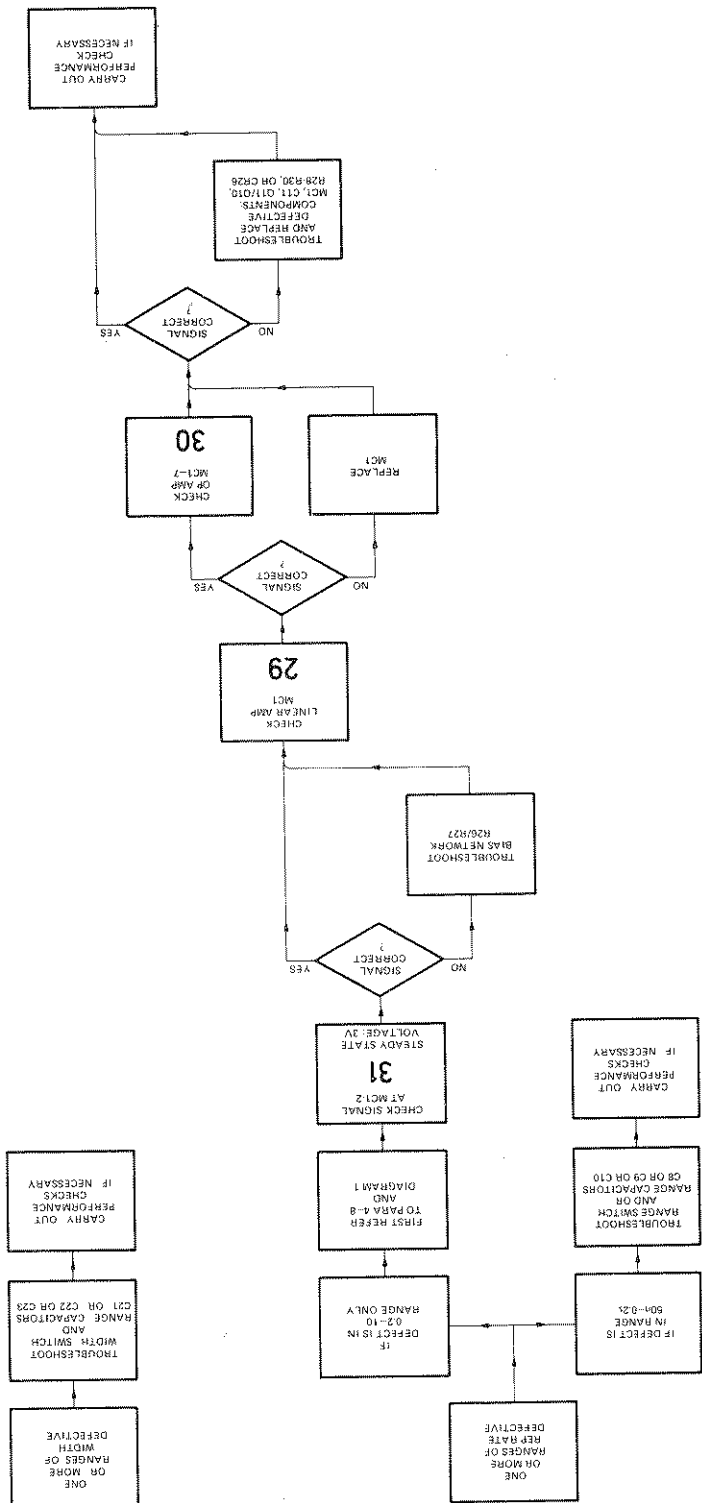 ONE
OR MORE
RANGES OF
REP RATE
DEFECTIVE
IF DEFECT IS
IN RANGE
50n–0.2s
TROUBLESHOOT
RANGE SWITCH
AND OR
RANGE CAPACITORS
C8 OR C9 OR C10
CARRY OUT
PERFORMANCE
CHECKS
IF NECESSARY
IF
DEFECT IS IN
0.2–10
RANGE ONLY
FIRST REFER
TO PARA 4–8
AND
DIAGRAM 1
CHECK SIGNAL
AT MC1-2
31
STEADY STATE
VOLTAGE: 3V
SIGNAL
CORRECT
?
NO
YES
TROUBLESHOOT
BIAS NETWORK
R26/R27
CHECK
LINEAR AMP
MC1
29
SIGNAL
CORRECT
?
NO
YES
REPLACE
MC1
CHECK
OP AMP
MC1–7
30
SIGNAL
CORRECT
?
NO
YES
TROUBLESHOOT
AND REPLACE
DEFECTIVE
COMPONENTS:
MC1, C11, Q11/Q10,
R28-R30, OR CR26
CARRY OUT
PERFORMANCE
CHECK
IF NECESSARY
ONE
OR MORE
RANGES OF
WIDTH
DEFECTIVE
TROUBLESHOOT
WIDTH SWITCH
AND
RANGE CAPACITORS
C21 OR C22 OR C23
CARRY OUT
PERFORMANCE
CHECKS
IF NECESSARY